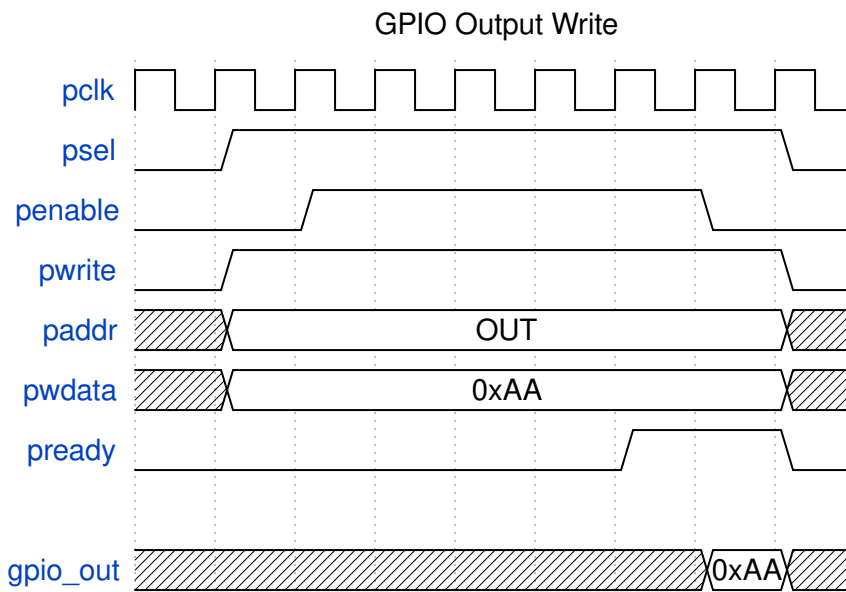 GPIO Output Write
pclk
psel
penable
pwrite
paddr OUT
pwdata 0xAA
pready
gpio_out 0xAA